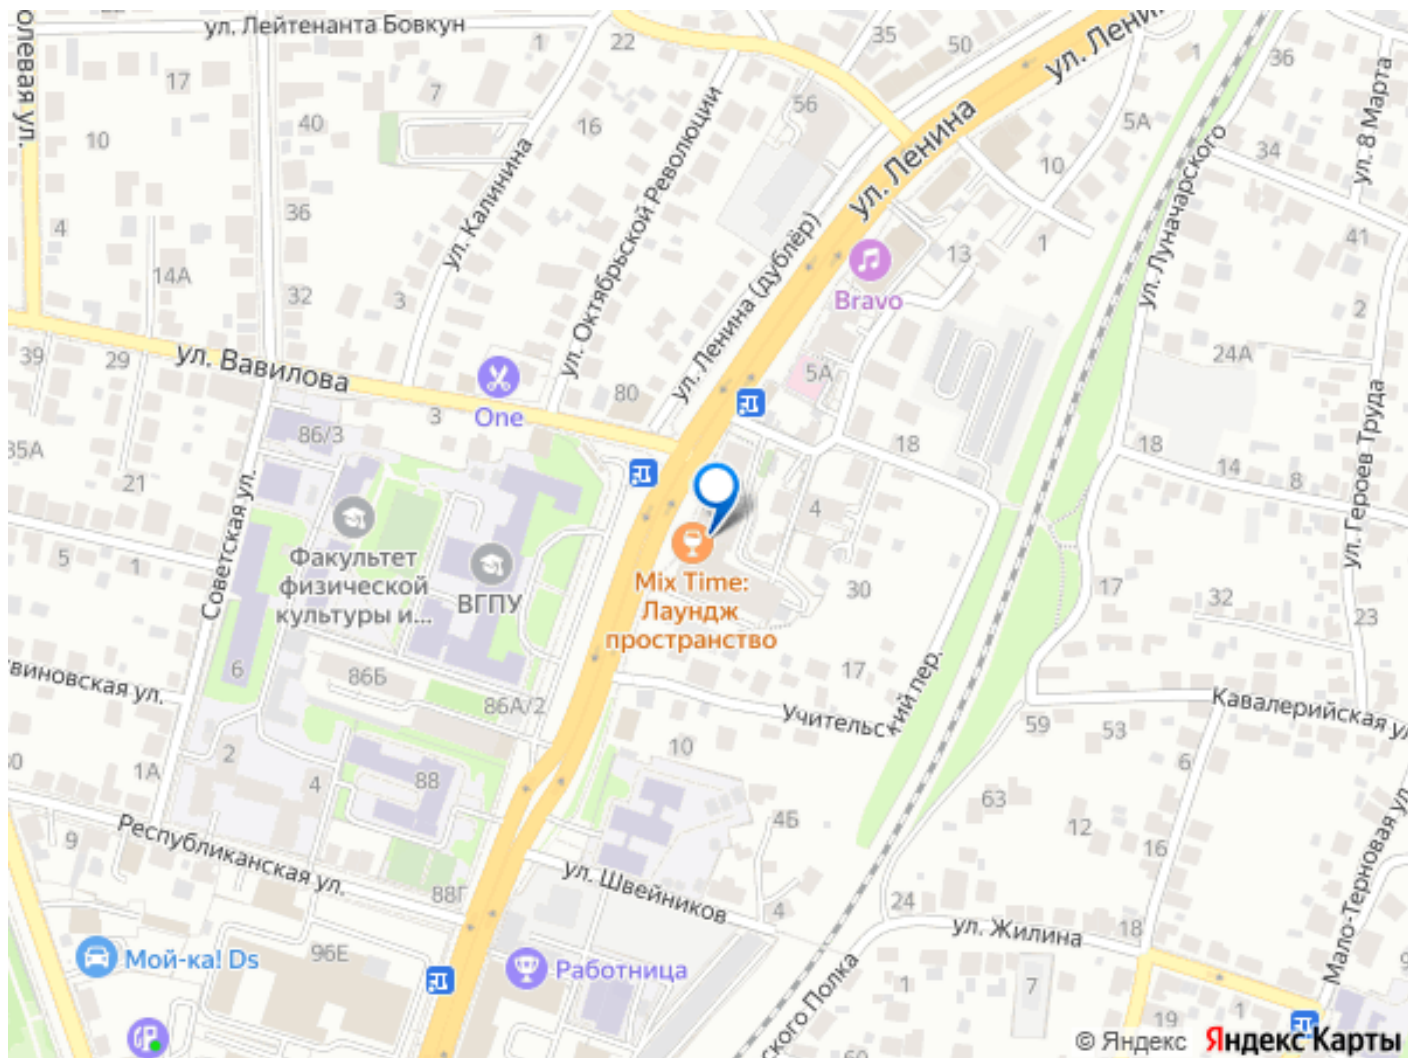 ул. Лейтенанта Бовкун
1
22
35
50
ул. Ленина
1
36
17
7
56
ул. 8 Марта
олевая ул.
40
16
5А
10
ул. Калинина
ул. Октябрьской Революции
ул. Ленина
10
34
ул. Луначарского
4
36
41
13
1
14А
32
3
ул. Ленина (дублёр)
Bravo
2
39
29
ул. Вавилова
24А
One
80
5А
3
86/3
18
18
14
8
35А
21
ул. Героев Труда
Советская ул.
4
5
1
Факультет
физической
культуры и...
ВГПУ
Mix Time:
Лаундж
пространство
30
17
32
23
6
86Б
17
86А/2
Учительский пер.
виновская ул.
Кавалерийская ул.
59
53
10
6
2
1А
4
88
63
4Б
12
16
Республиканская ул.
9
88Г
ул. Швейников
4
24
ул. Жилина
18
Мало-Терновая ул.
96Е
Мой-ка! Ds
Работница
ского Полка
1
7
19
1
9
60
© Яндекс Яндекс Карты